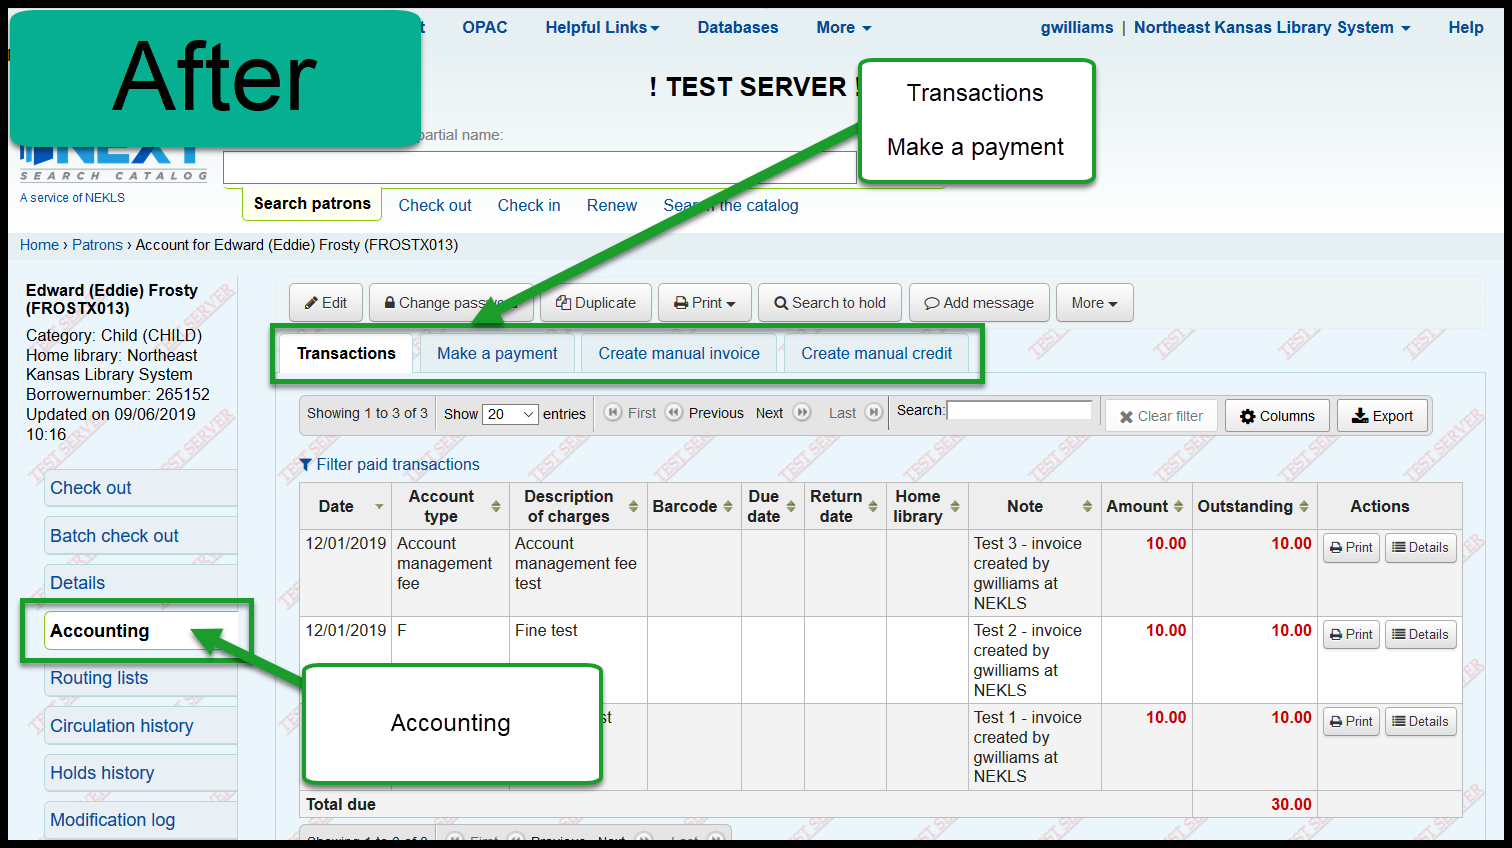 After
t OPAC Helpful Links Databases More gwilliams | Northeast Kansas Library System Help
! TEST SERVER !
Transactions
Make a payment
partial name:
NEXT
SEARCH CATALOG
A service of NEKLS
Search patrons Check out Check in Renew Search the catalog
Home › Patrons › Account for Edward (Eddie) Frosty (FROSTX013)
Edward (Eddie) Frosty
(FROSTX013)
Category: Child (CHILD)
Home library: Northeast
Kansas Library System
Borrowernumber: 265152
Updated on 09/06/2019
10:16
Edit Change password Duplicate Print Search to hold Add message More
Transactions Make a payment Create manual invoice Create manual credit
Showing 1 to 3 of 3 Show 20 entries First Previous Next Last Search: Clear filter Columns Export
Filter paid transactions
Date Account type Description of charges Barcode Due date Return date Home library Note Amount Outstanding Actions
12/01/2019 Account management fee Account management fee test Test 3 - invoice created by gwilliams at NEKLS 10.00 10.00 Print Details
12/01/2019 F Fine test Test 2 - invoice created by gwilliams at NEKLS 10.00 10.00 Print Details
st Test 1 - invoice created by gwilliams at NEKLS 10.00 10.00 Print Details
Total due 30.00
Showing 1 to 3 of 3 First Previous Next Last
Check out
Batch check out
Details
Accounting
Routing lists
Circulation history
Holds history
Modification log
Accounting
TEST SERVER